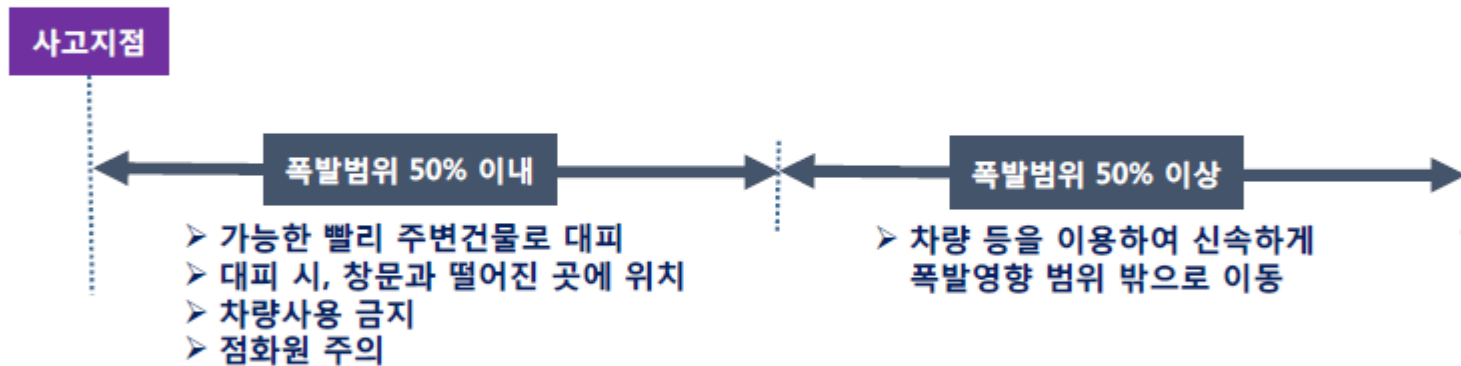 사고지점
폭발범위 50% 이내
➢ 가능한 빨리 주변건물로 대피
➢ 대피 시, 창문과 떨어진 곳에 위치
➢ 차량사용 금지
➢ 점화원 주의
폭발범위 50% 이상
➢ 차량 등을 이용하여 신속하게
폭발영향 범위 밖으로 이동